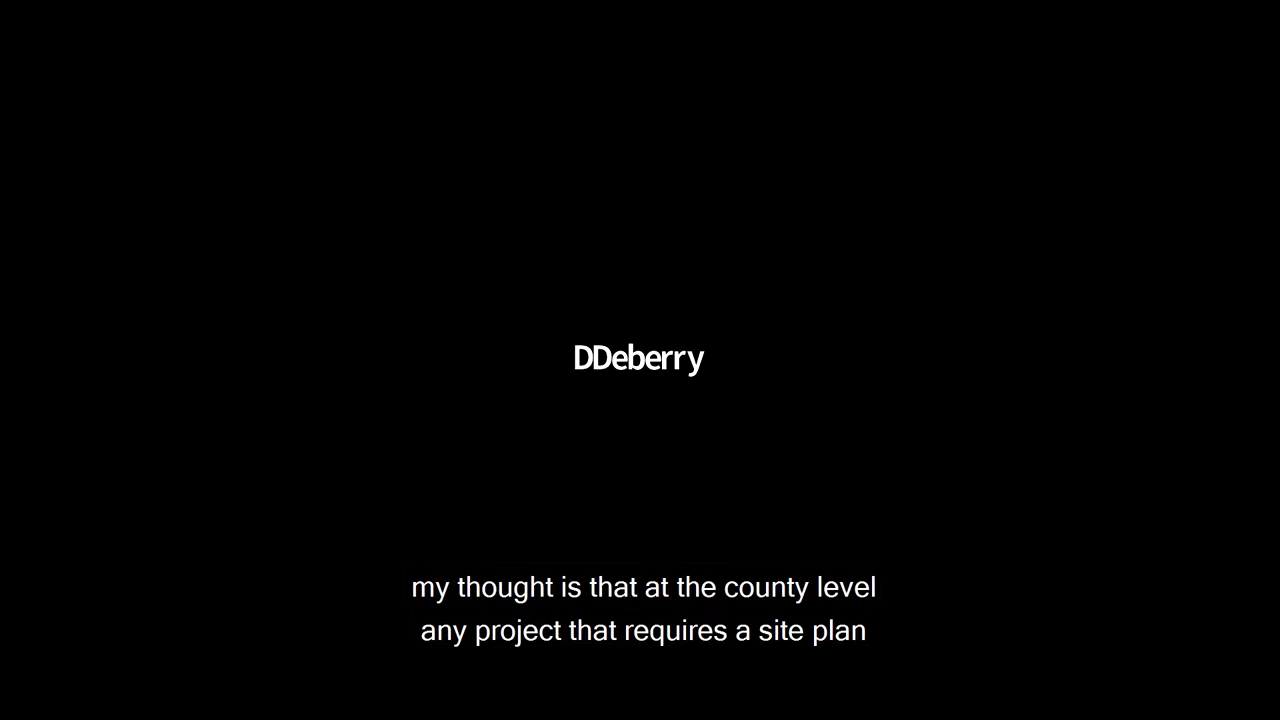 DDeberry
my thought is that at the county level
any project that requires a site plan